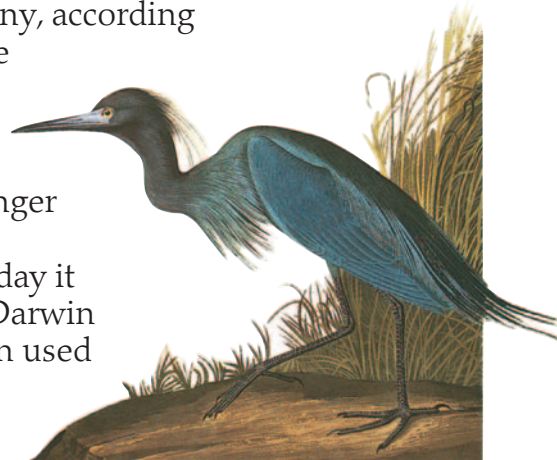 ny, according
e
nger
day it
Darwin
n used